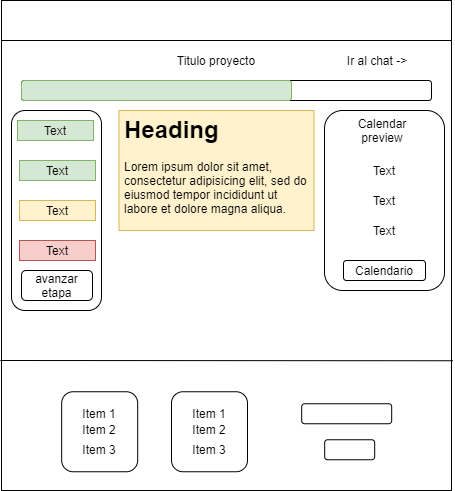 Titulo proyecto
Ir al chat ->
Text
Text
Text
Text
avanzar
etapa
Heading
Lorem ipsum dolor sit amet,
consectetur adipisicing elit, sed do
eiusmod tempor incididunt ut
labore et dolore magna aliqua.
Calendar
preview
Text
Text
Text
Calendario
Item 1
Item 2
Item 3
Item 1
Item 2
Item 3